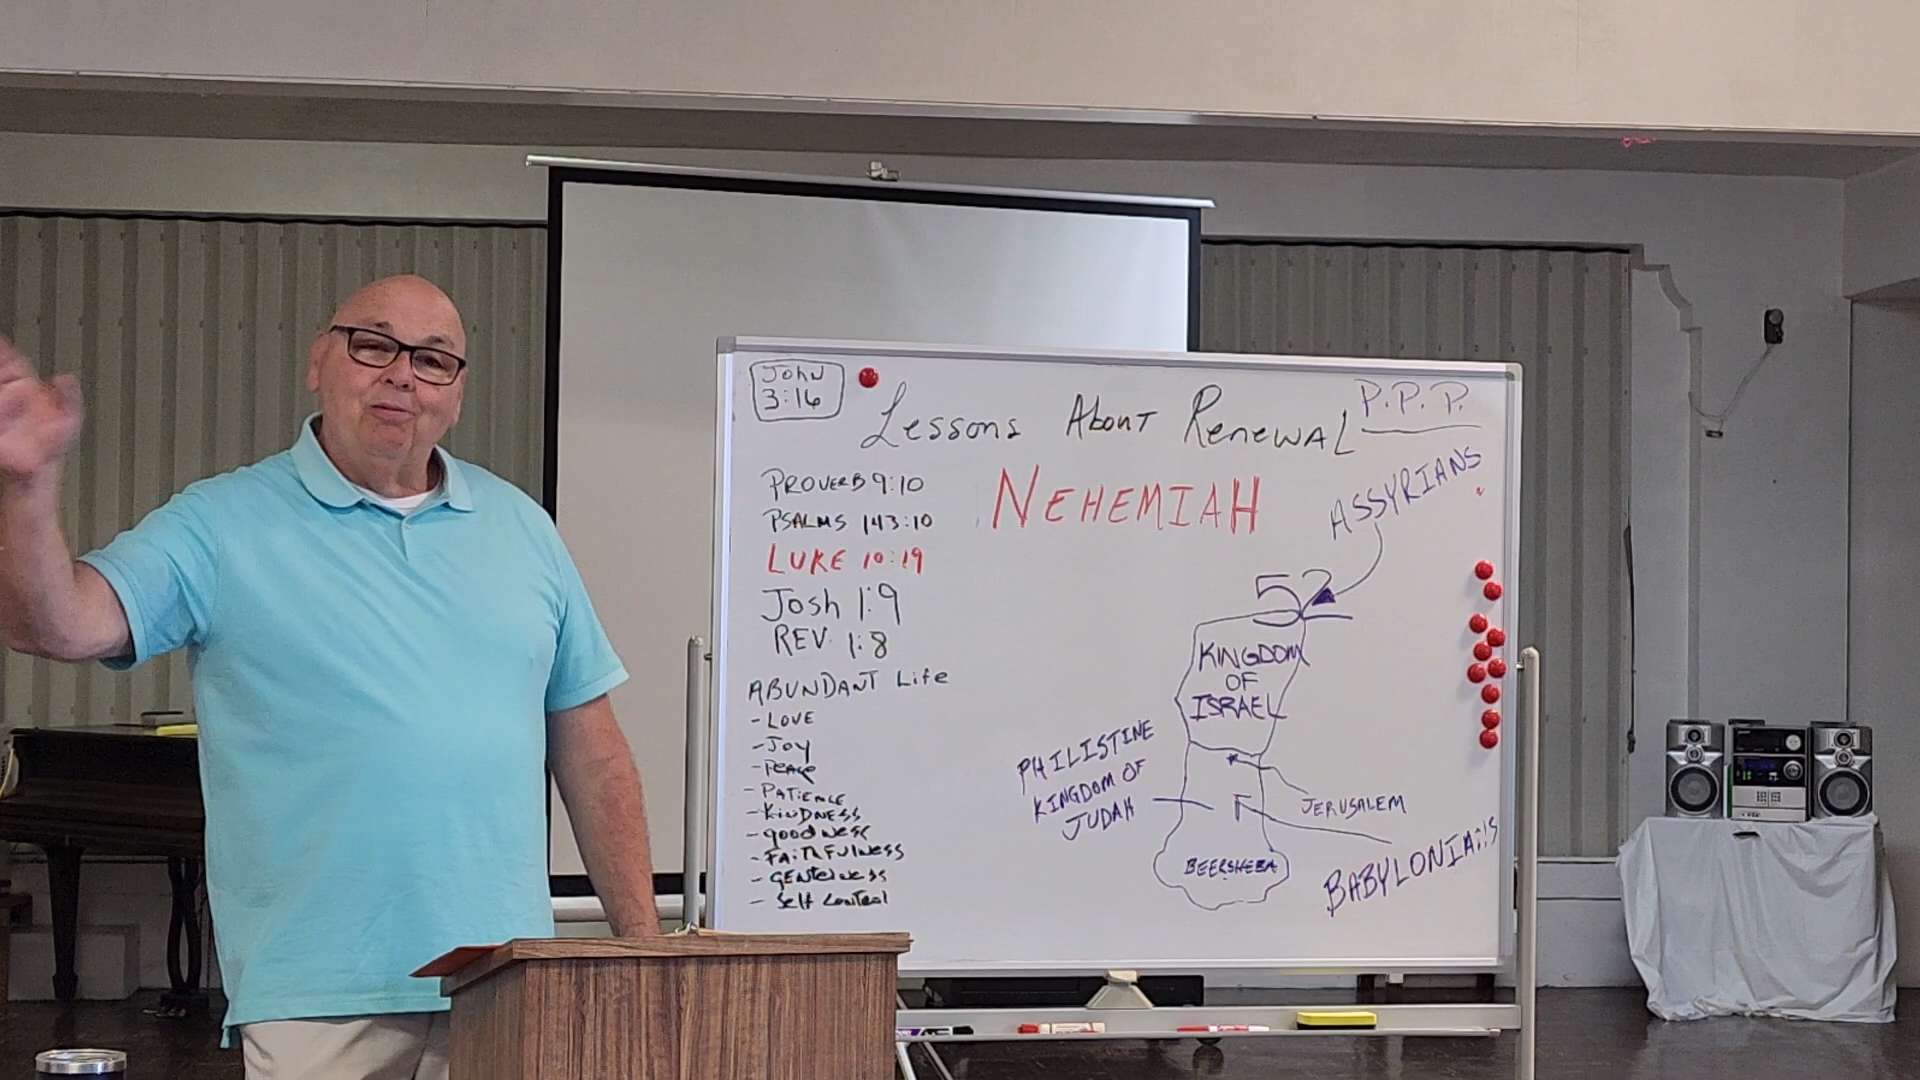 John
3:16
Lessons About Renewal
P.P.P.
PROVERB 9:10
PSALMS 143:10
LUKE 10:19
Josh 1:9
REV. 1:8
NEHEMIAH
ASSYRIANS
52
KINGDOM
OF
ISRAEL
PHILISTINE
KINGDOM OF
JUDAH
JERUSALEM
BABYLONIANS
BEERSHEBA
ABUNDANT Life
- LOVE
- Joy
- Peace
- PATIENCE
- KINDNESS
- goodness
- FAITHFULNESS
- GENTLENESS
- Self Control